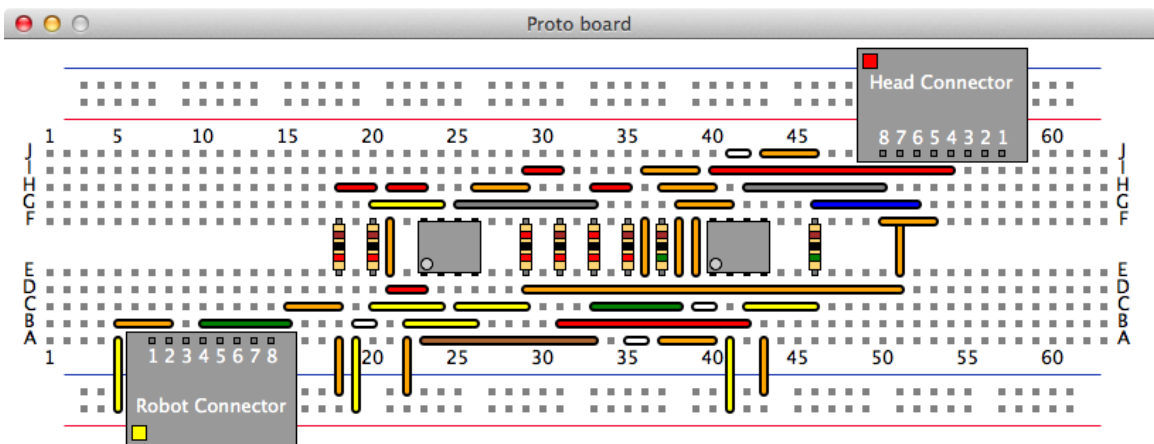 Proto board
Head Connector
8 7 6 5 4 3 2 1
1 5 10 15 20 25 30 35 40 45 60
J J
I I
H H
G G
F F
E E
D D
C C
B B
A A
1 2 3 4 5 6 7 8
1 20 25 30 35 40 45 50 55 60
Robot Connector